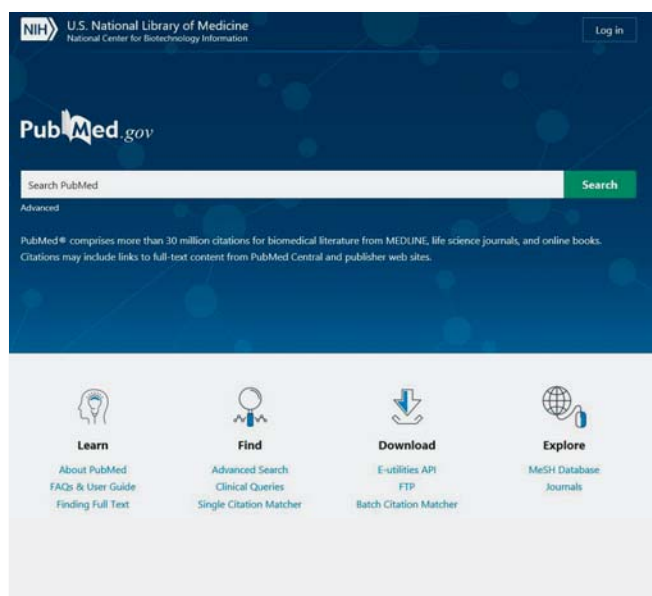 NIH U.S. National Library of Medicine
National Center for Biotechnology Information
Log in
PubMed.gov
Search PubMed
Search
Advanced
PubMed® comprises more than 30 million citations for biomedical literature from MEDLINE, life science journals, and online books.
Citations may include links to full-text content from PubMed Central and publisher web sites.
Learn
About PubMed
FAQs & User Guide
Finding Full Text
Find
Advanced Search
Clinical Queries
Single Citation Matcher
Download
E-utilities API
FTP
Batch Citation Matcher
Explore
MeSH Database
Journals